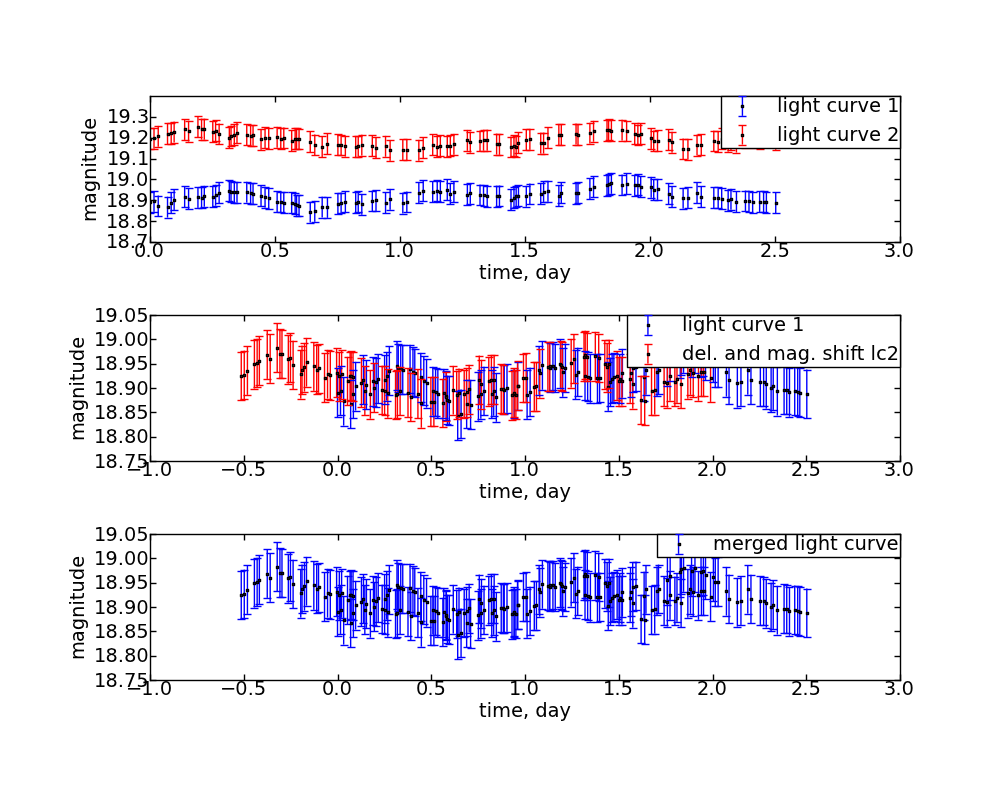 19.3
19.2
19.1
19.0
18.9
18.8
18.7
magnitude
light curve 1
light curve 2
0.0 0.5 1.0 1.5 2.0 2.5 3.0
time, day
19.05
19.00
18.95
18.90
18.85
18.80
18.75
magnitude
light curve 1
del. and mag. shift lc2
−1.0 −0.5 0.0 0.5 1.0 1.5 2.0 2.5 3.0
time, day
19.05
19.00
18.95
18.90
18.85
18.80
18.75
magnitude
merged light curve
−1.0 −0.5 0.0 0.5 1.0 1.5 2.0 2.5 3.0
time, day